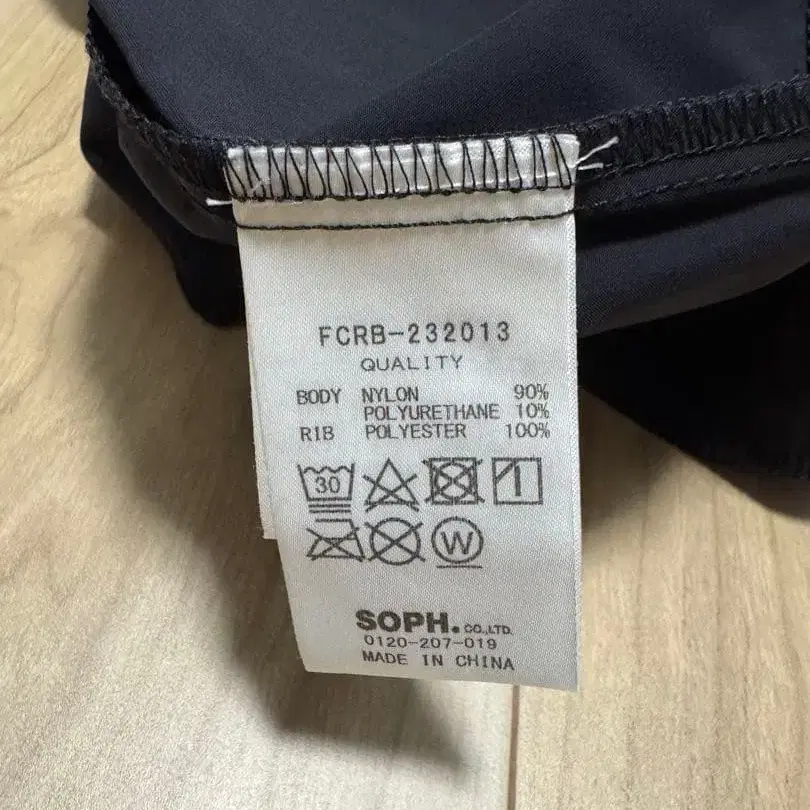 FCRB-232013
QUALITY
BODY NYLON 90%
POLYURETHANE 10%
RIB POLYESTER 100%
30
W
SOPH. CO.,LTD.
0120-207-019
MADE IN CHINA